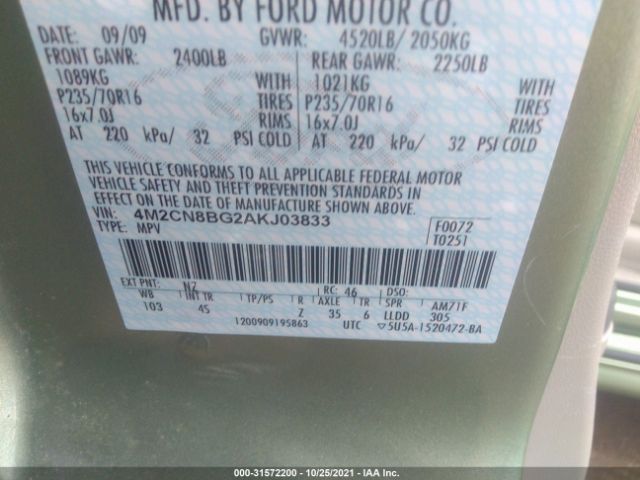 MFD. BY FORD MOTOR CO.
DATE: 09/09 GVWR: 4520LB/ 2050KG
FRONT GAWR: 2400LB REAR GAWR: 2250LB
1089KG WITH 1021KG WITH
P235/70R16 TIRES P235/70R16 TIRES
16x7.0J RIMS 16x7.0J RIMS
AT 220 kPa/ 32 PSI COLD AT 220 kPa/ 32 PSI COLD
THIS VEHICLE CONFORMS TO ALL APPLICABLE FEDERAL MOTOR
VEHICLE SAFETY AND THEFT PREVENTION STANDARDS IN
EFFECT ON THE DATE OF MANUFACTURE SHOWN ABOVE.
VIN: 4M2CN8BG2AKJ03833 F0072
TYPE: MPV T0251
EXT PNT: NZ RC: 46 DSO:
WB INT TR TP/PS R AXLE TR SPR AM71F
103 45 Z 35 6 LLDD 305
1200909195863 UTC 5U5A-1520472-BA
000-31572200 - 10/25/2021 - IAA Inc.